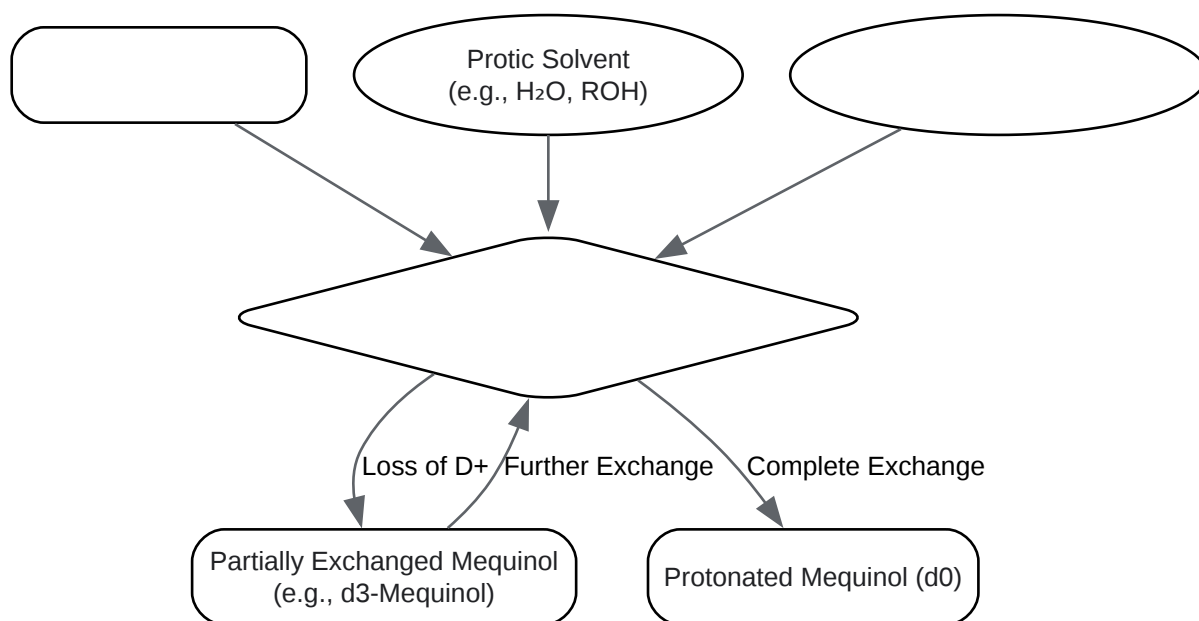 Protic Solvent
(e.g., H₂O, ROH)
Loss of D+
Further Exchange
Complete Exchange
Partially Exchanged Mequinol
(e.g., d3-Mequinol)
Protonated Mequinol (d0)